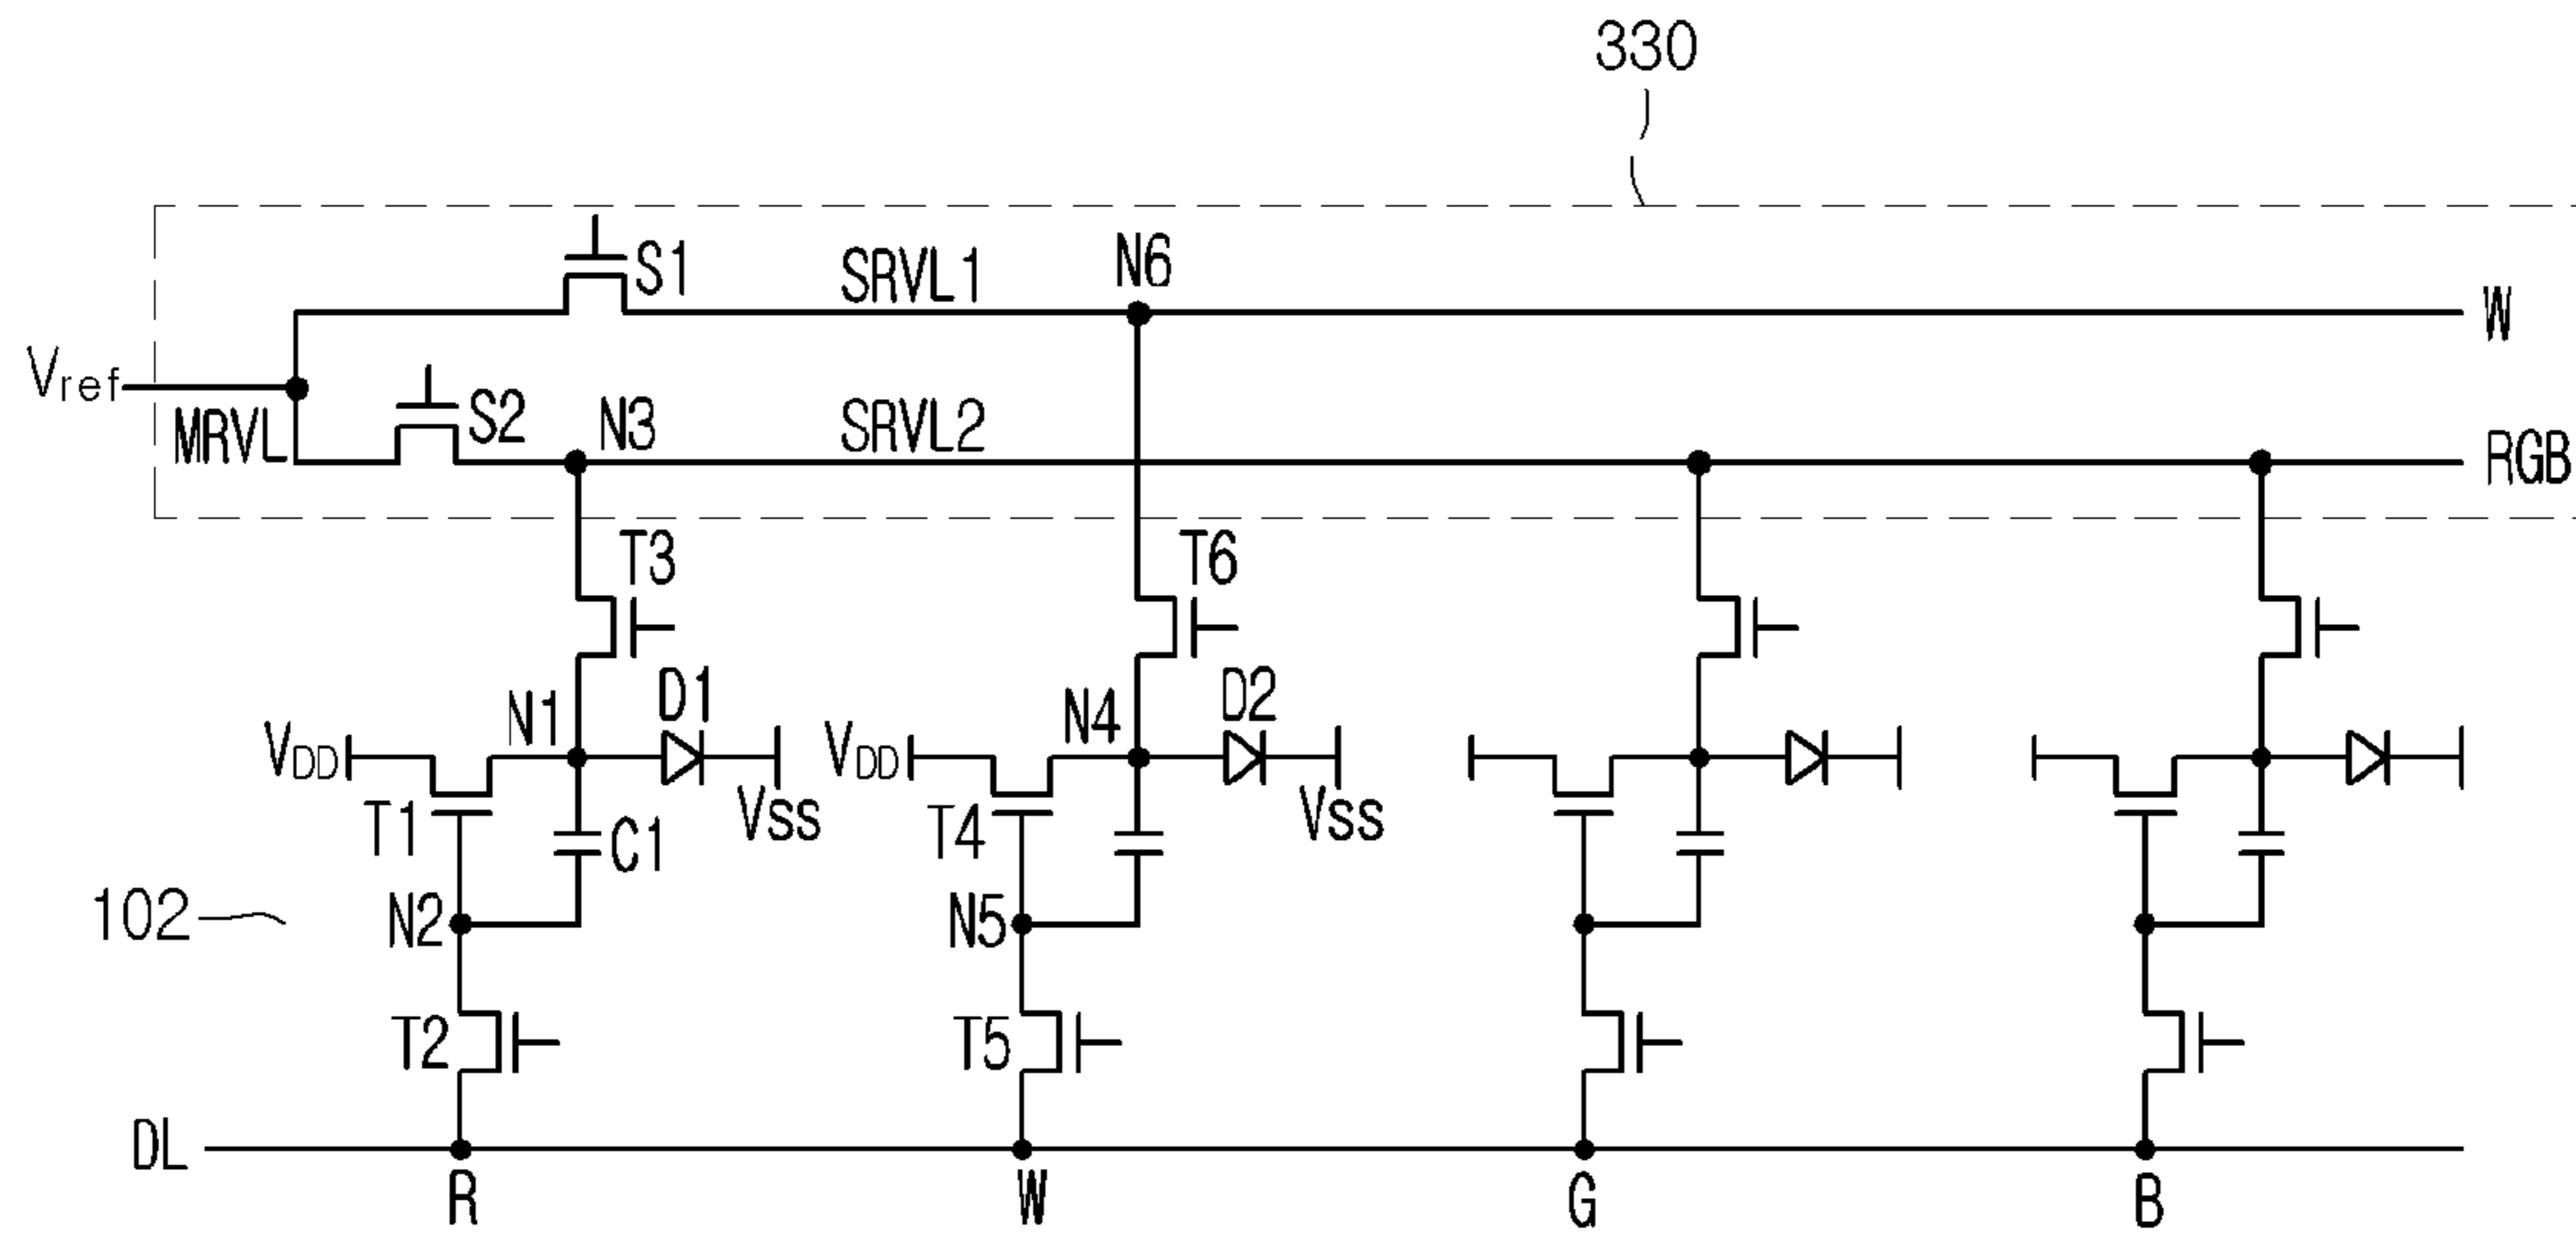 330
S1 SRVL1 N6 W
Vref
MRVL S2 N3 SRVL2 RGB
T3 T6
VDD N1 D1 VDD N4 D2
T1 C1 VSS T4 VSS
102 N2 N5
T2 T5
DL
R W G B